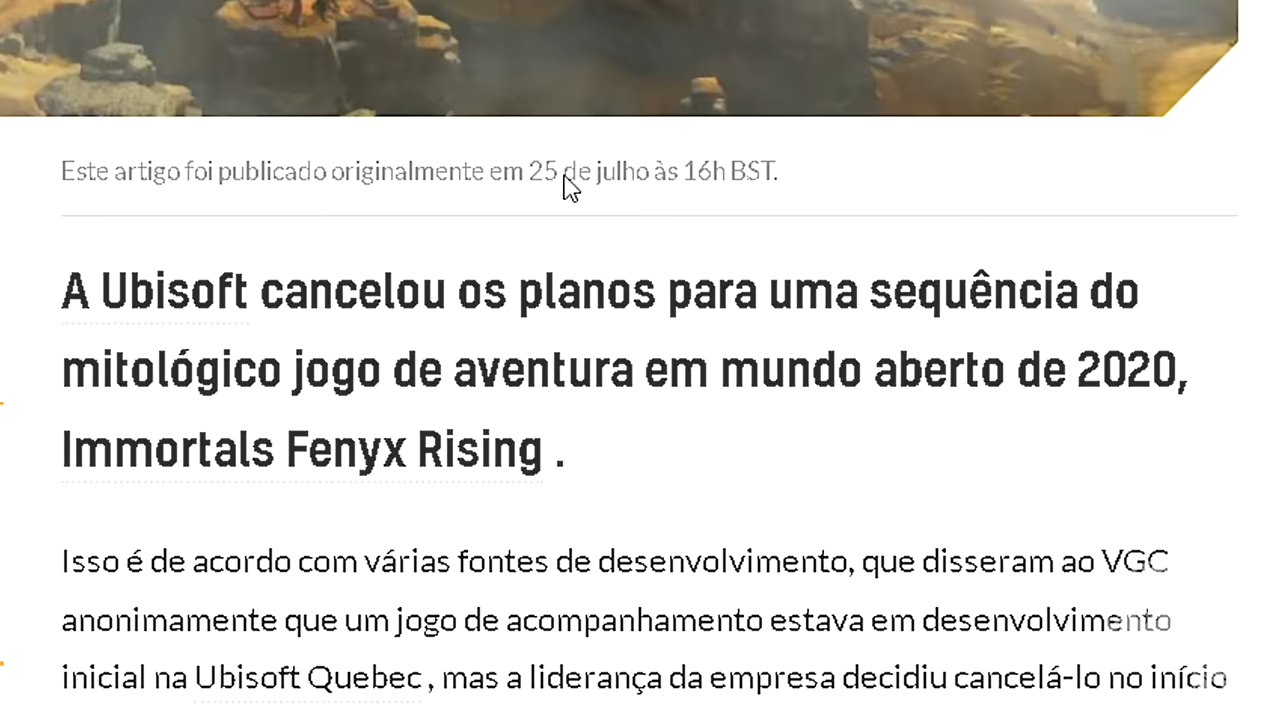 Este artigo foi publicado originalmente em 25 de julho às 16h BST.
A Ubisoft cancelou os planos para uma sequência do
mitológico jogo de aventura em mundo aberto de 2020,
Immortals Fenyx Rising .
Isso é de acordo com várias fontes de desenvolvimento, que disseram ao VGC
anonimamente que um jogo de acompanhamento estava em desenvolvimento
inicial na Ubisoft Quebec , mas a liderança da empresa decidiu cancelá-lo no início